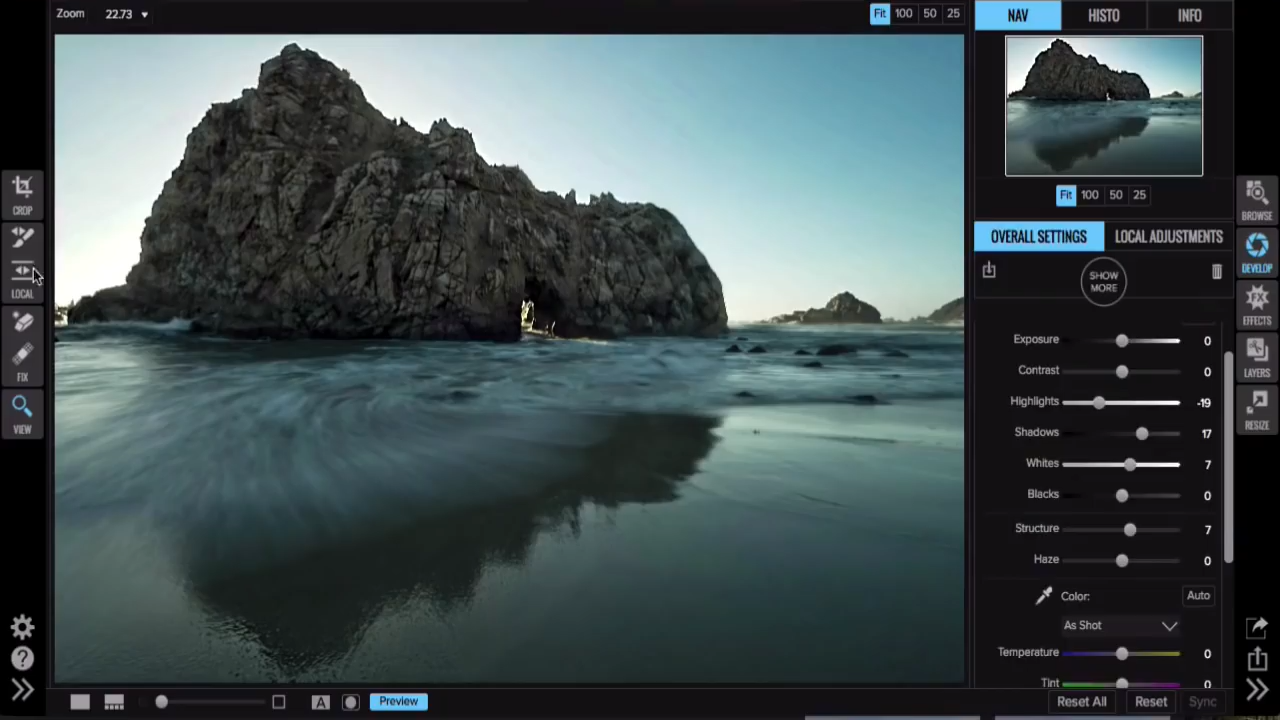 Zoom 22.73
Fit 100 50 25
NAV HISTO INFO
Fit 100 50 25
CROP
LOCAL
FIX
VIEW
BROWSE
DEVELOP
EFFECTS
FX
LAYERS
RESIZE
OVERALL SETTINGS LOCAL ADJUSTMENTS
SHOW
MORE
Exposure 0
Contrast 0
Highlights -19
Shadows 17
Whites 7
Blacks 0
Structure 7
Haze 0
Color: Auto
As Shot
Temperature 0
Tint 0
A Preview
Reset All Reset Sync
?